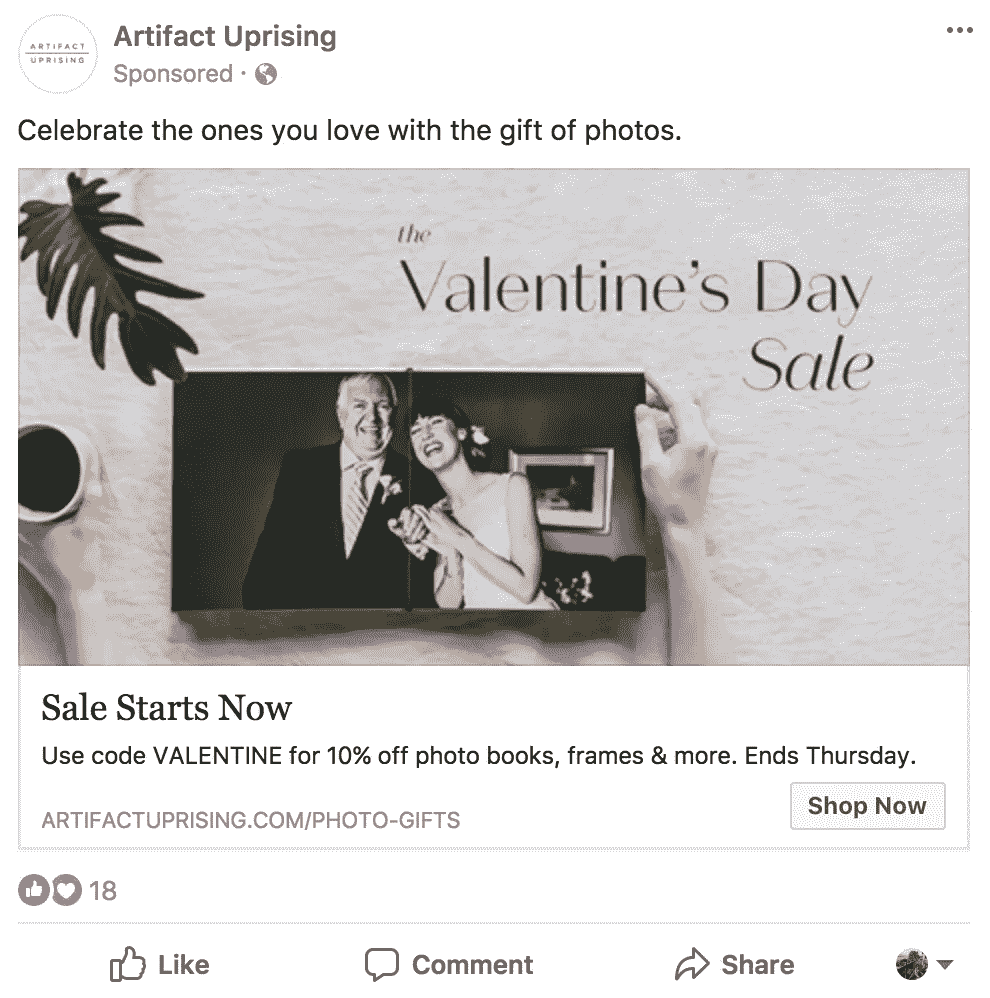 ARTIFACT
UPRISING
Artifact Uprising
Sponsored ·
Celebrate the ones you love with the gift of photos.
the
Valentine’s Day
Sale
Sale Starts Now
Use code VALENTINE for 10% off photo books, frames & more. Ends Thursday.
ARTIFACTUPRISING.COM/PHOTO-GIFTS
Shop Now
18
Like
Comment
Share